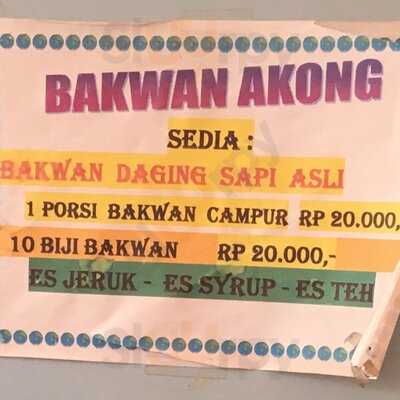 BAKWAN AKONG
SEDIA :
BAKWAN DAGING SAPI ASLI
1 PORSI BAKWAN CAMPUR RP 20.000,
10 BIJI BAKWAN RP 20.000,-
ES JERUK - ES SYRUP - ES TEH